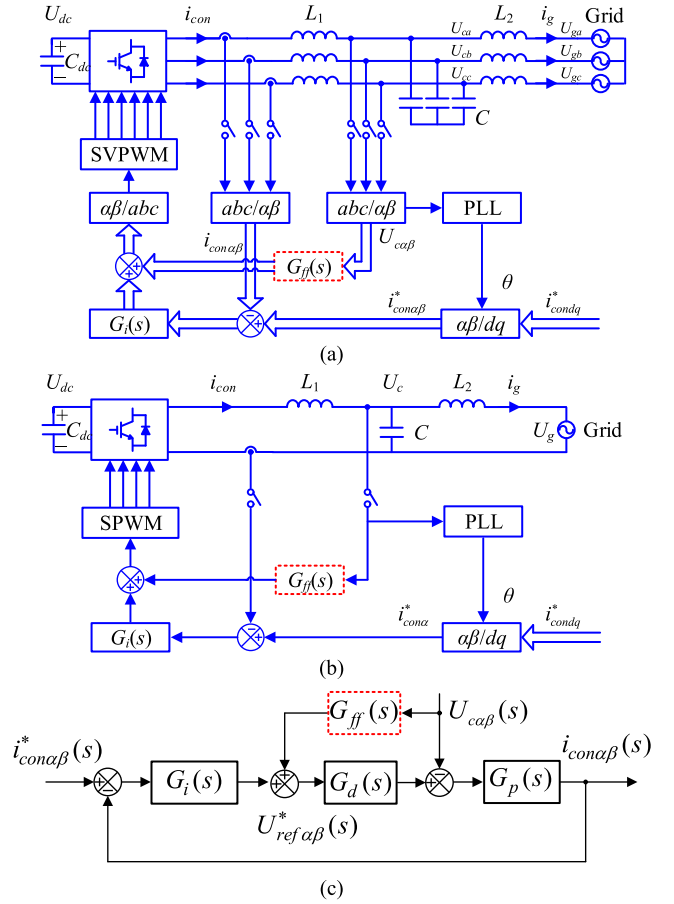 U_dc i_con L_1 L_2 i_g Grid
U_ca U_ga
+ C_dc − U_cb U_gb
U_cc U_gc
C
SVPWM
αβ/abc abc/αβ abc/αβ PLL
i_conαβ U_cαβ
+ + G_ff(s) θ
i*_conαβ i*_condq
G_i(s) − + αβ/dq
(a)
U_dc i_con L_1 U_c L_2 i_g
+ C_dc − C U_g Grid
SPWM PLL
+ + G_ff(s) θ
i*_conα i*_condq
G_i(s) − + αβ/dq
(b)
G_ff(s) U_cαβ(s)
i*_conαβ(s) i_conαβ(s)
+ − G_i(s) + + G_d(s) + − G_p(s)
U*_refαβ(s)
(c)